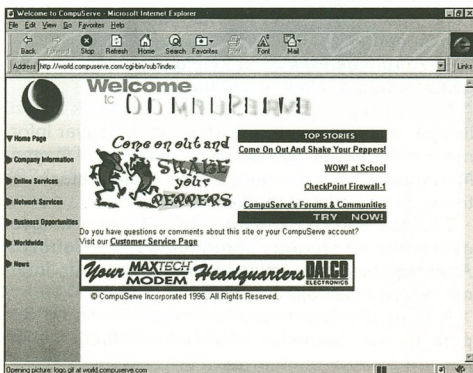 Welcome to CompuServe - Microsoft Internet Explorer
File Edit View Go Favorites Help
Back Forward Stop Refresh Home Search Favorites Print Font Mail
Address http://world.compuserve.com/cgi-bin/sub?index
Links
Welcome
to
Home Page
Company Information
Online Services
Network Services
Business Opportunities
Worldwide
News
Come on out and
SHAKE
your
PEPPERS
TOP STORIES
Come On Out And Shake Your Peppers!
WOW! at School
CheckPoint Firewall-1
CompuServe's Forums & Communities
TRY NOW!
Do you have questions or comments about this site or your CompuServe account?
Visit our Customer Service Page
Your MAXTECH MODEM Headquarters DALCO ELECTRONICS
© CompuServe Incorporated 1996. All Rights Reserved.
Opening picture: logo.gif at world.compuserve.com